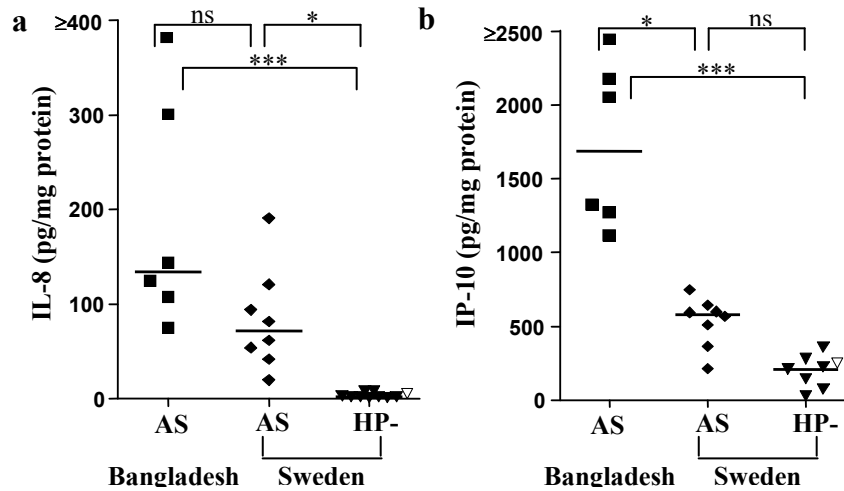 a
≥400
ns
*
***
300
200
100
0
IL-8 (pg/mg protein)
AS
AS
HP-
Bangladesh
Sweden
b
≥2500
*
ns
***
2000
1500
1000
500
0
IP-10 (pg/mg protein)
AS
AS
HP-
Bangladesh
Sweden